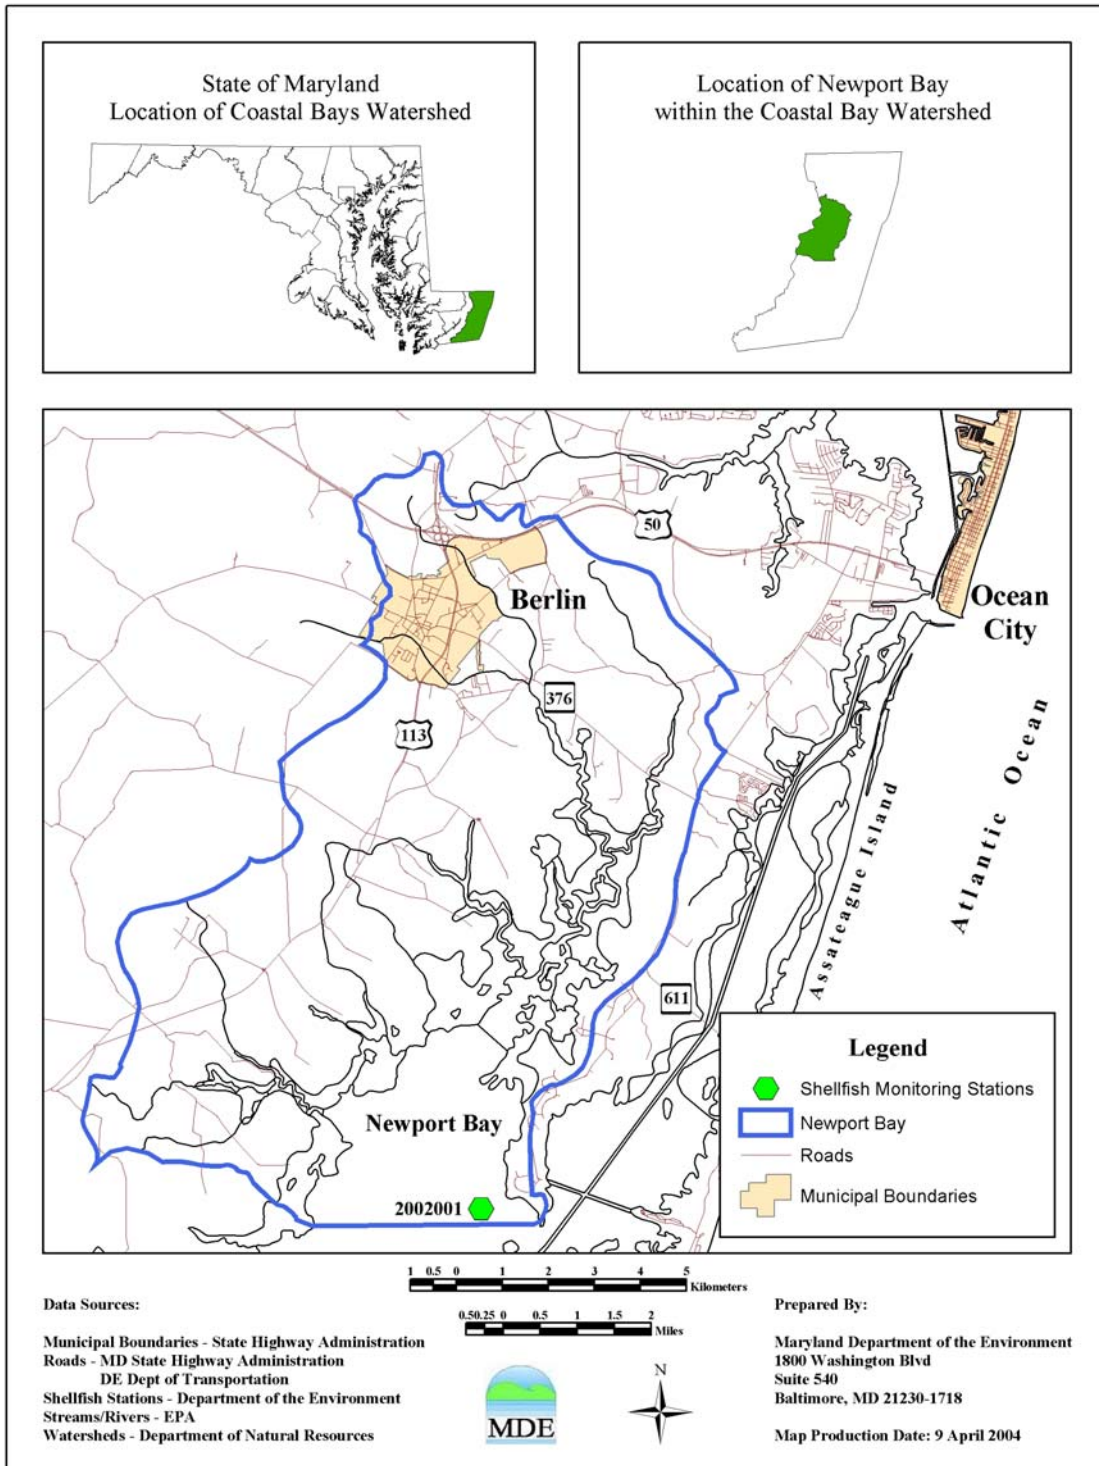 State of Maryland
Location of Coastal Bays Watershed
Location of Newport Bay
within the Coastal Bay Watershed
50
Berlin
Ocean
City
376
113
Atlantic Ocean
Assateague Island
611
Newport Bay
2002001
Legend
Shellfish Monitoring Stations
Newport Bay
Roads
Municipal Boundaries
1 0.5 0 1 2 3 4 5
Kilometers
0.50.25 0 0.5 1 1.5 2
Miles
Data Sources:
Municipal Boundaries - State Highway Administration
Roads - MD State Highway Administration
DE Dept of Transportation
Shellfish Stations - Department of the Environment
Streams/Rivers - EPA
Watersheds - Department of Natural Resources
MDE
N
Prepared By:
Maryland Department of the Environment
1800 Washington Blvd
Suite 540
Baltimore, MD 21230-1718
Map Production Date: 9 April 2004